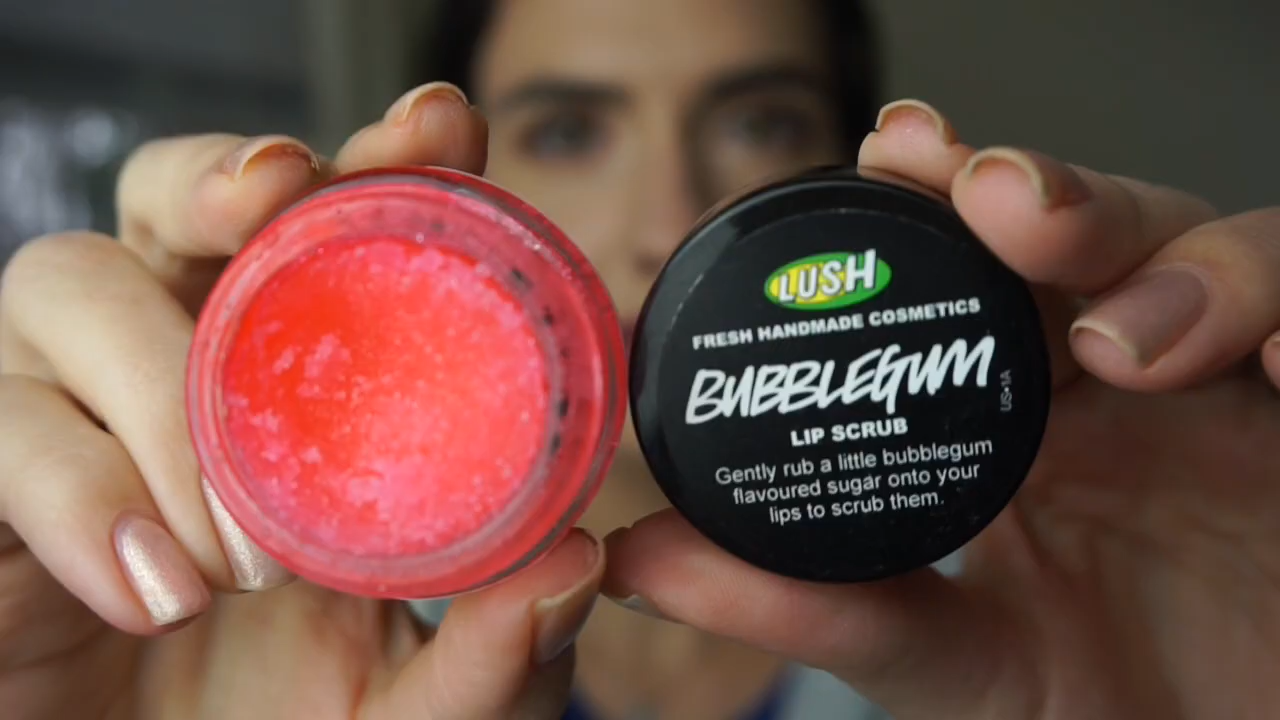 LUSH
FRESH HANDMADE COSMETICS
BUBBLEGUM
US•1A
LIP SCRUB
Gently rub a little bubblegum
flavoured sugar onto your
lips to scrub them.